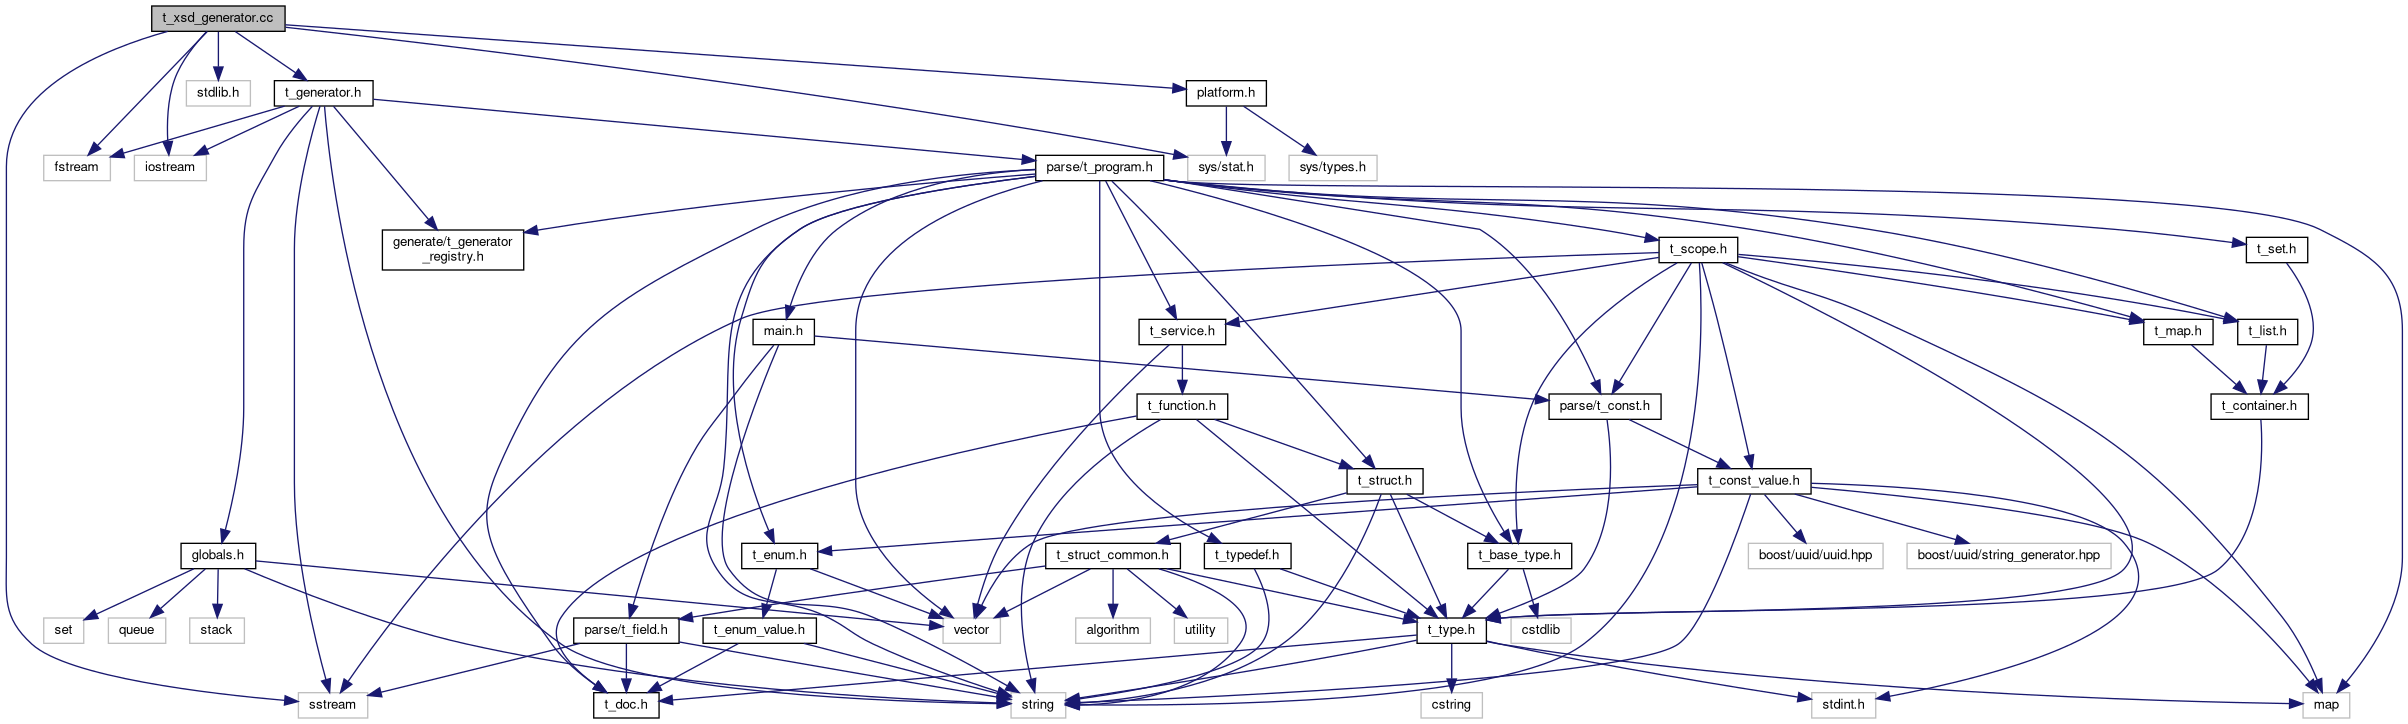 t_xsd_generator.cc
stdlib.h
t_generator.h
platform.h
fstream
iostream
parse/t_program.h
sys/stat.h
sys/types.h
generate/t_generator
_registry.h
t_scope.h
t_set.h
main.h
t_service.h
t_map.h
t_list.h
t_function.h
parse/t_const.h
t_container.h
t_struct.h
t_const_value.h
globals.h
t_enum.h
t_struct_common.h
t_typedef.h
t_base_type.h
boost/uuid/uuid.hpp
boost/uuid/string_generator.hpp
set
queue
stack
parse/t_field.h
t_enum_value.h
vector
algorithm
utility
t_type.h
cstdlib
sstream
t_doc.h
string
cstring
stdint.h
map